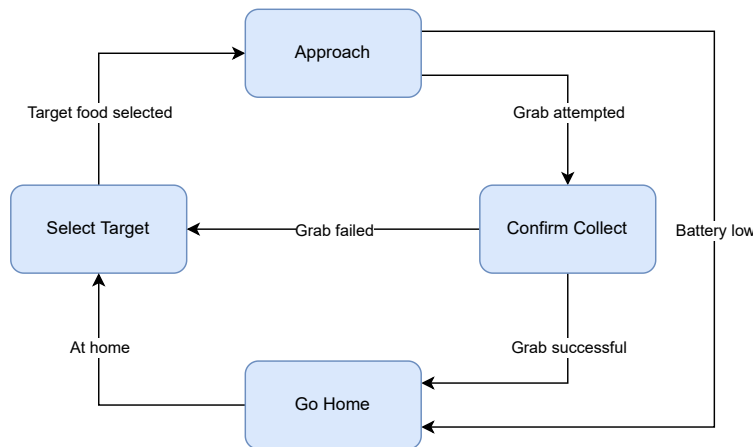 Approach
Target food selected
Grab attempted
Select Target
Grab failed
Confirm Collect
Battery low
At home
Grab successful
Go Home